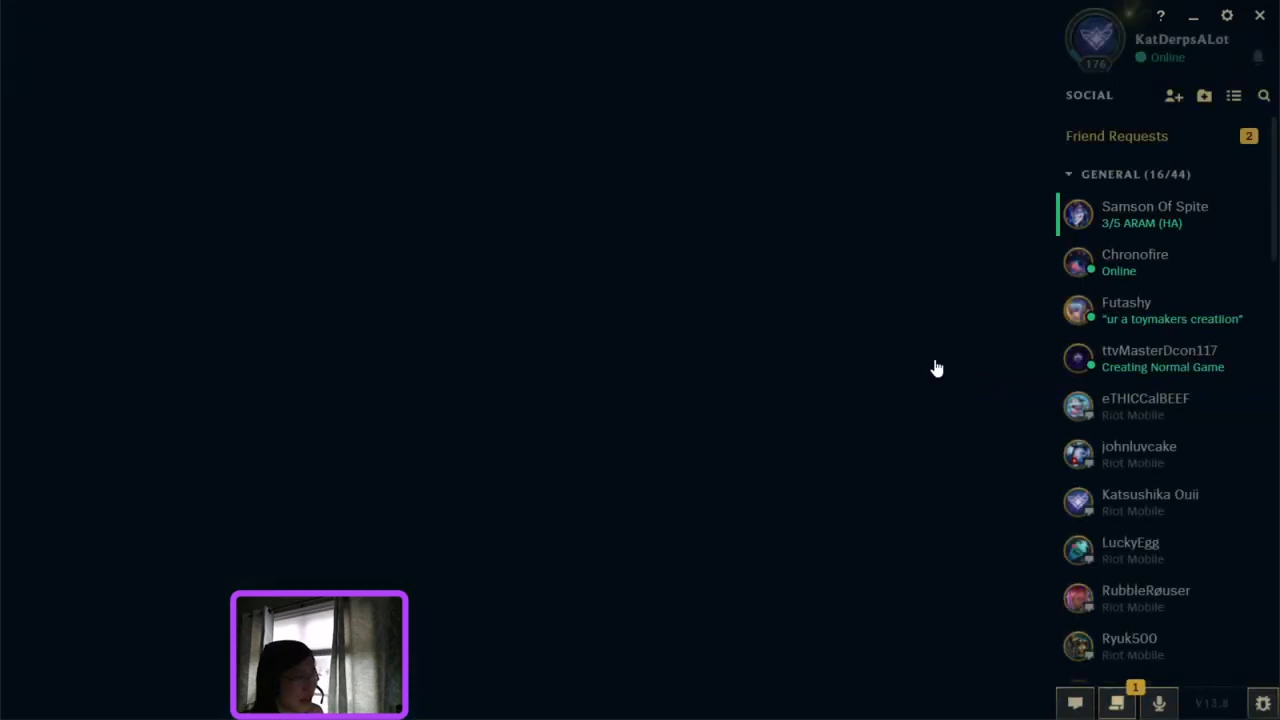 ?
KatDerpsALot
176
Online
SOCIAL
Friend Requests
2
GENERAL (16/44)
Samson Of Spite
3/5 ARAM (HA)
Chronofire
Online
Futashy
"ur a toymakers creatiion"
ttvMasterDcon117
Creating Normal Game
eTHICCalBEEF
Riot Mobile
johnluvcake
Riot Mobile
Katsushika Ouii
Riot Mobile
LuckyEgg
Riot Mobile
RubbleRøuser
Riot Mobile
Ryuk500
Riot Mobile
1
V13.8